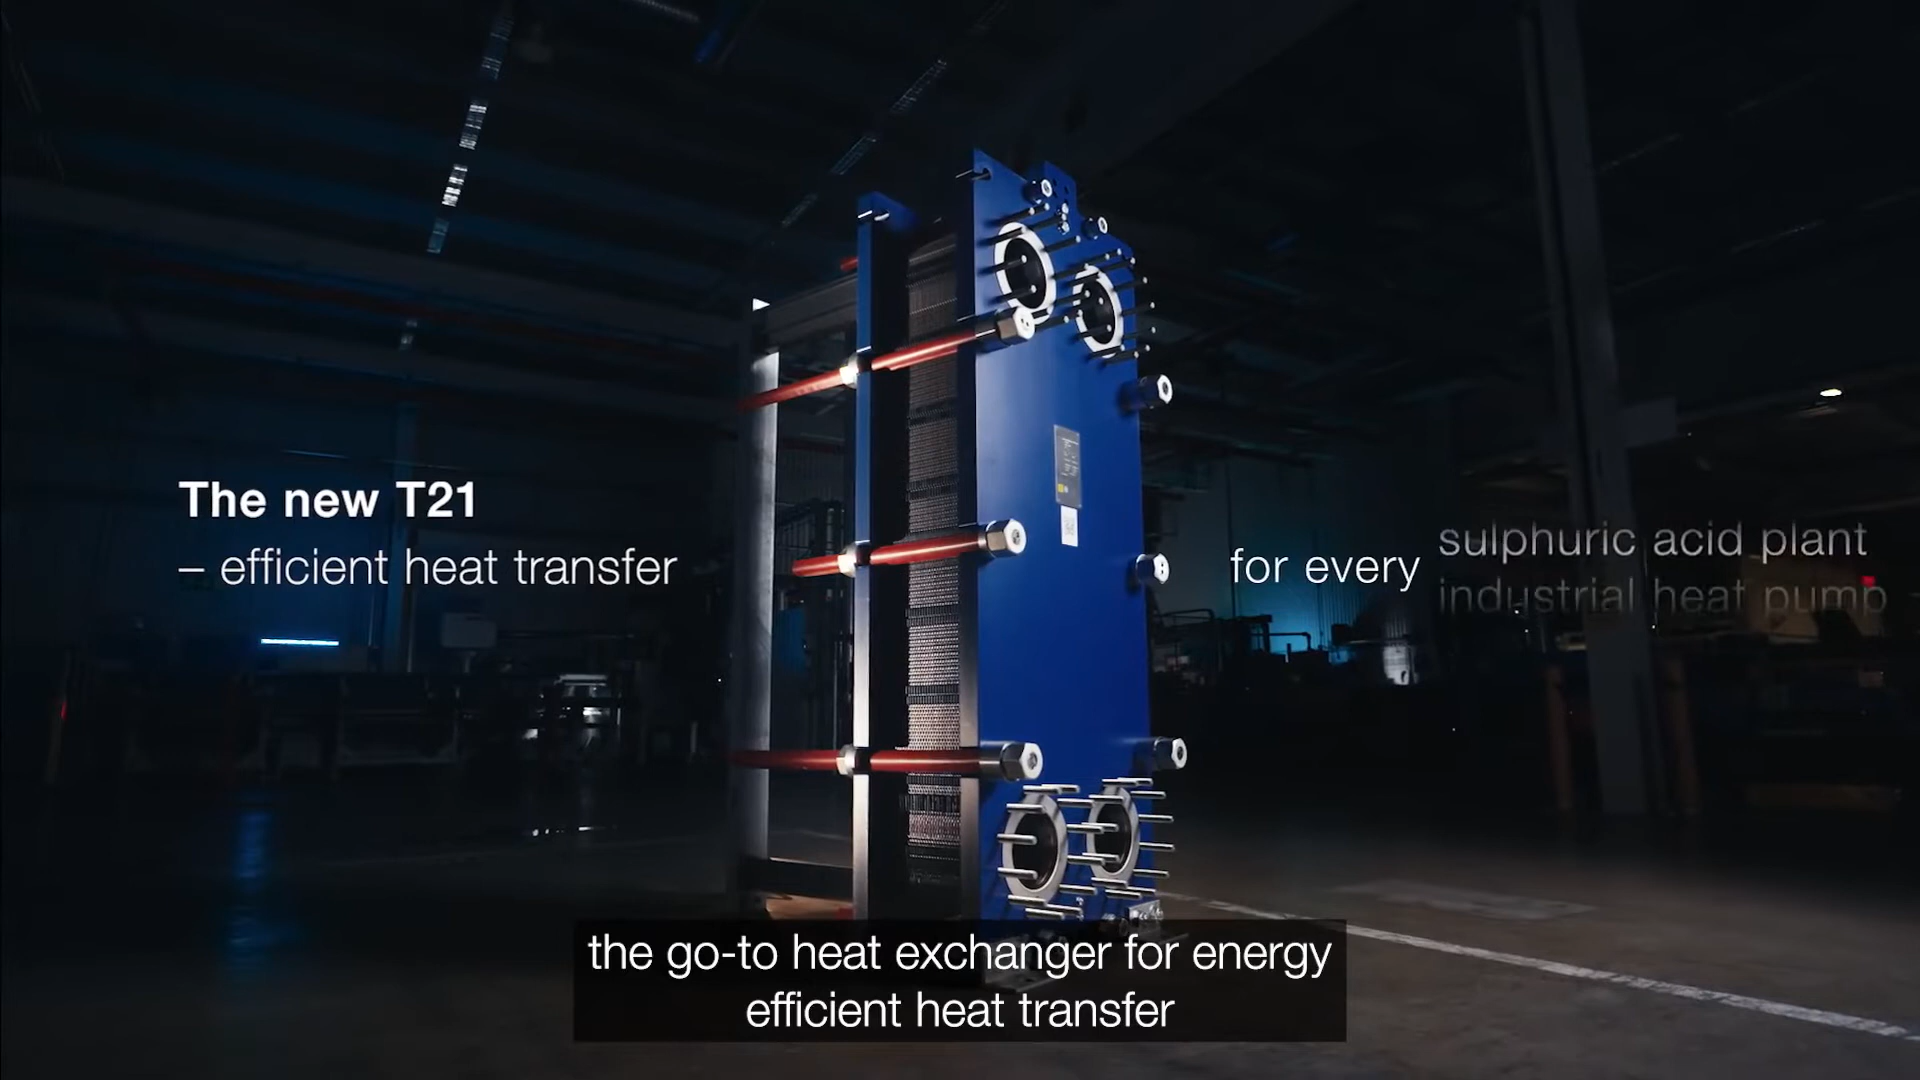 The new T21
– efficient heat transfer
for every
sulphuric acid plant
industrial heat pump
the go-to heat exchanger for energy
efficient heat transfer